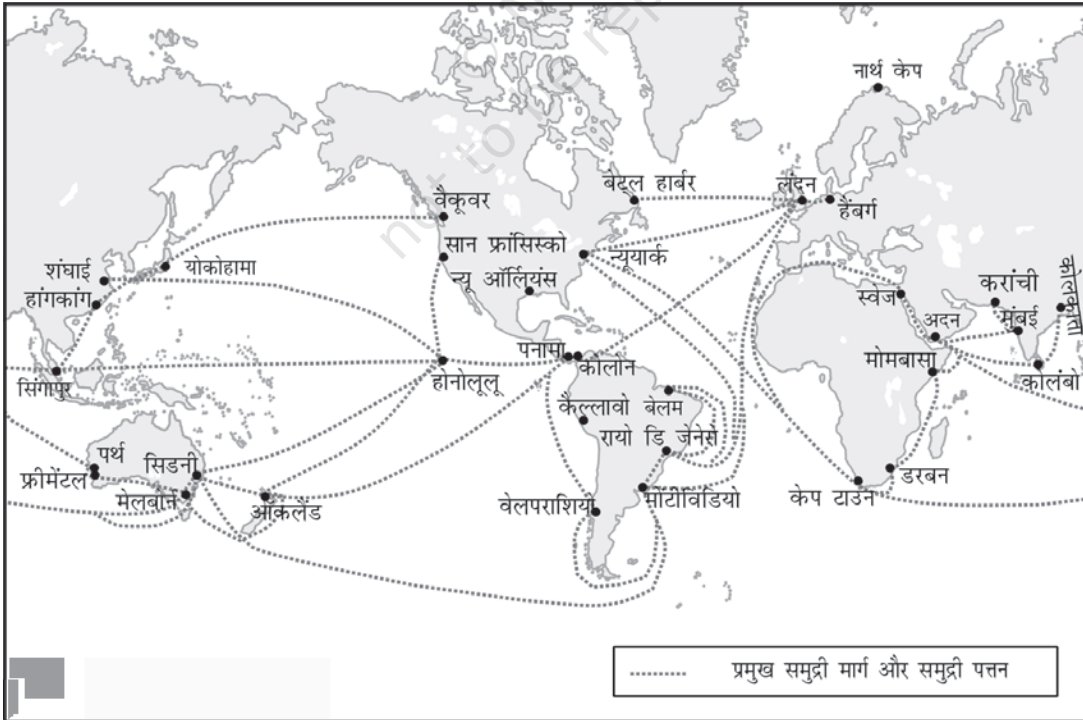 नार्थ केप
बेटल हार्बर
लंदन
हैंबर्ग
वैकूवर
सान फ्रांसिस्को
न्यूयार्क
न्यू ऑर्लियंस
शंघाई
योकोहामा
हांगकांग
स्वेज
करांची
कोलकाता
अदन
मुंबई
सिंगापुर
होनोलूलू
पनामा
कोलोन
मोमबासा
कोलंबो
कैल्लावो
बेलम
रायो डि जेनेरो
पर्थ
सिडनी
फ्रीमेंटल
मेलबोर्न
ऑकलैंड
वेलपराशियो
मोंटीविडियो
केप टाउन
डरबन
प्रमुख समुद्री मार्ग और समुद्री पत्तन